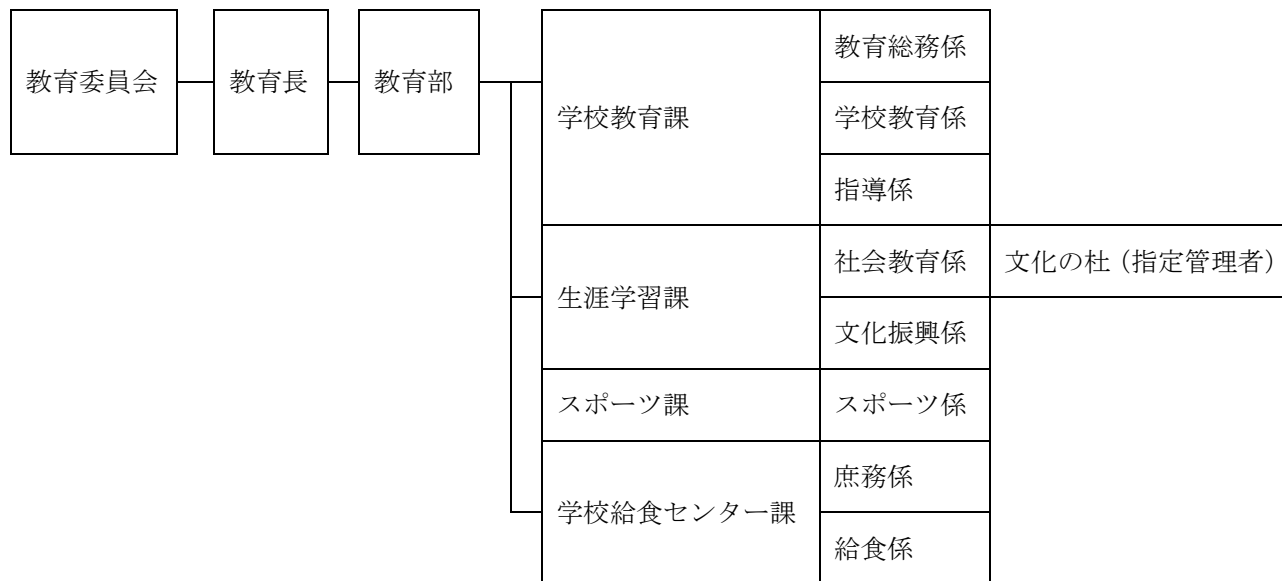 教育委員会
教育長
教育部
学校教育課
教育総務係
学校教育係
指導係
生涯学習課
社会教育係
文化の杜（指定管理者）
文化振興係
スポーツ課
スポーツ係
学校給食センター課
庶務係
給食係